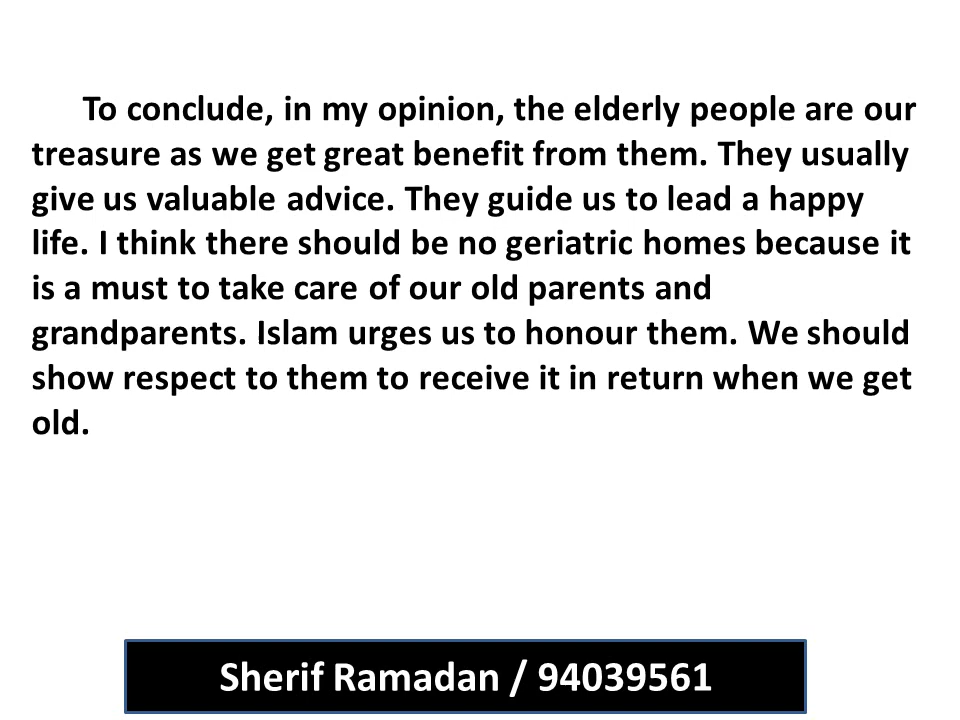 To conclude, in my opinion, the elderly people are our
treasure as we get great benefit from them. They usually
give us valuable advice. They guide us to lead a happy
life. I think there should be no geriatric homes because it
is a must to take care of our old parents and
grandparents. Islam urges us to honour them. We should
show respect to them to receive it in return when we get
old.
Sherif Ramadan / 94039561